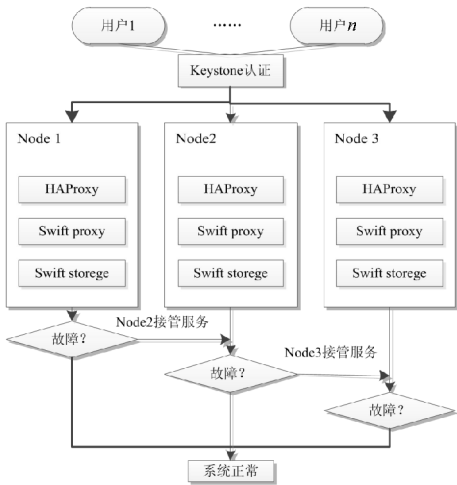 用户1
······
用户n
Keystone认证
Node 1
HAProxy
Swift proxy
Swift storege
Node2
HAProxy
Swift proxy
Swift storege
Node 3
HAProxy
Swift proxy
Swift storege
故障?
Node2接管服务
故障?
Node3接管服务
故障?
系统正常